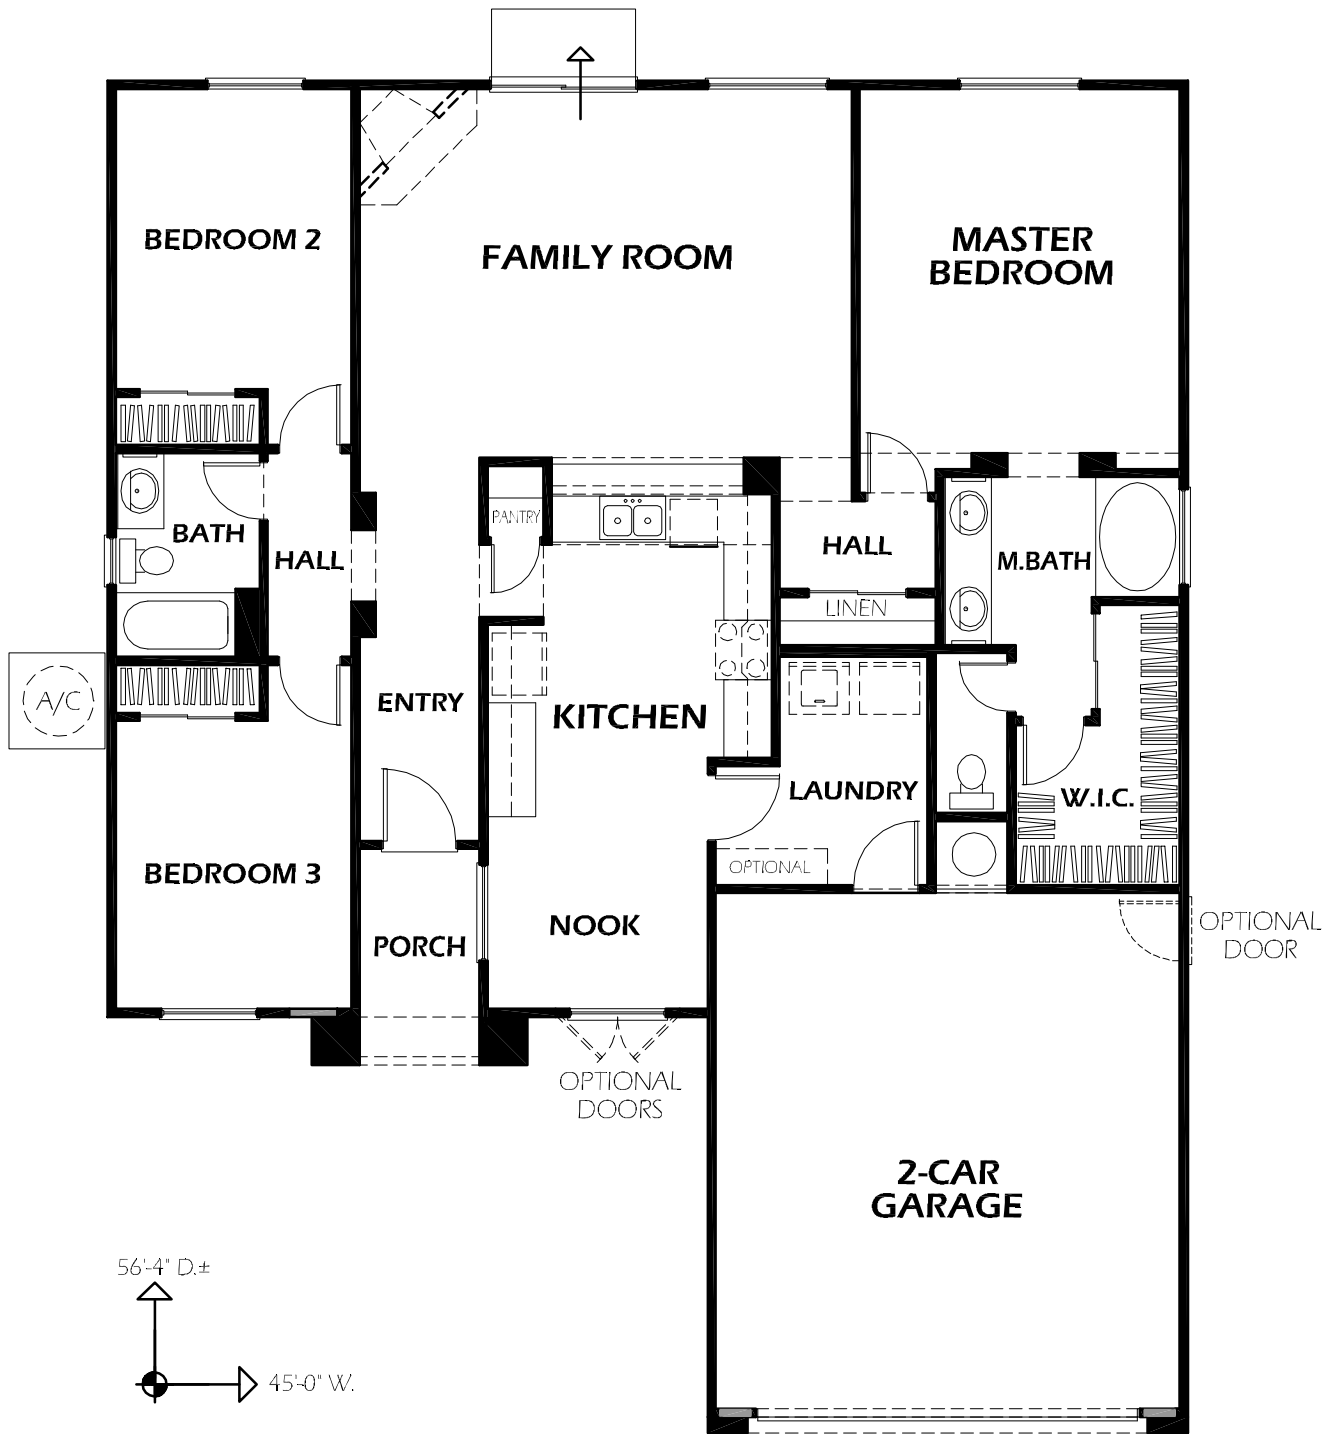 BEDROOM 2
FAMILY ROOM
MASTER
BEDROOM
PANTRY
BATH
HALL
HALL
M.BATH
LINEN
A/C
ENTRY
KITCHEN
LAUNDRY
W.I.C.
OPTIONAL
BEDROOM 3
PORCH
NOOK
OPTIONAL
DOOR
OPTIONAL
DOORS
2-CAR
GARAGE
56'-4" D.±
45'-0" W.